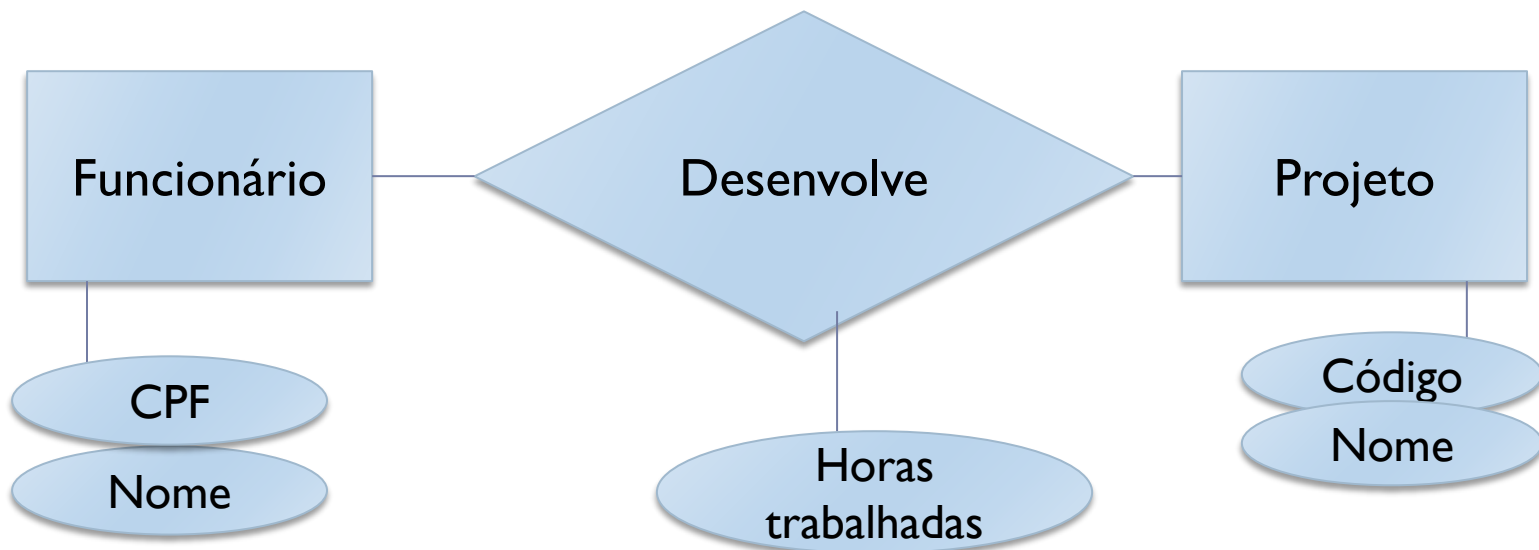 Funcionário
Desenvolve
Projeto
CPF
Nome
Horas
trabalhadas
Código
Nome